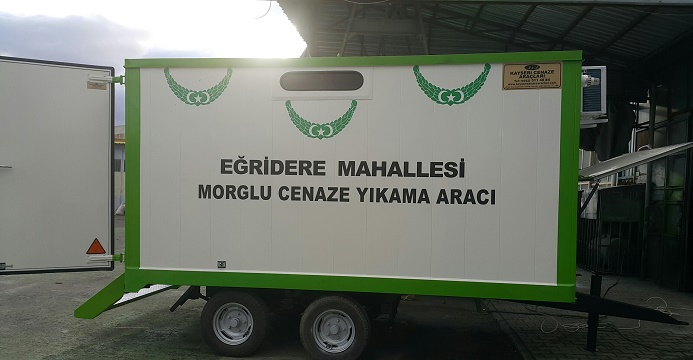 KAYSERİ CENAZE
ARAÇLARI
EĞRİDERE MAHALLESİ
MORGLU CENAZE YIKAMA ARACI